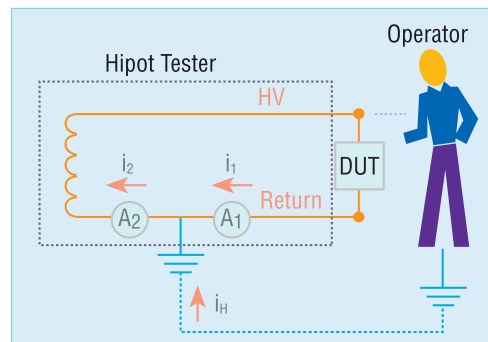 Operator
Hipot Tester
HV
DUT
i2
i1
Return
A2
A1
iH